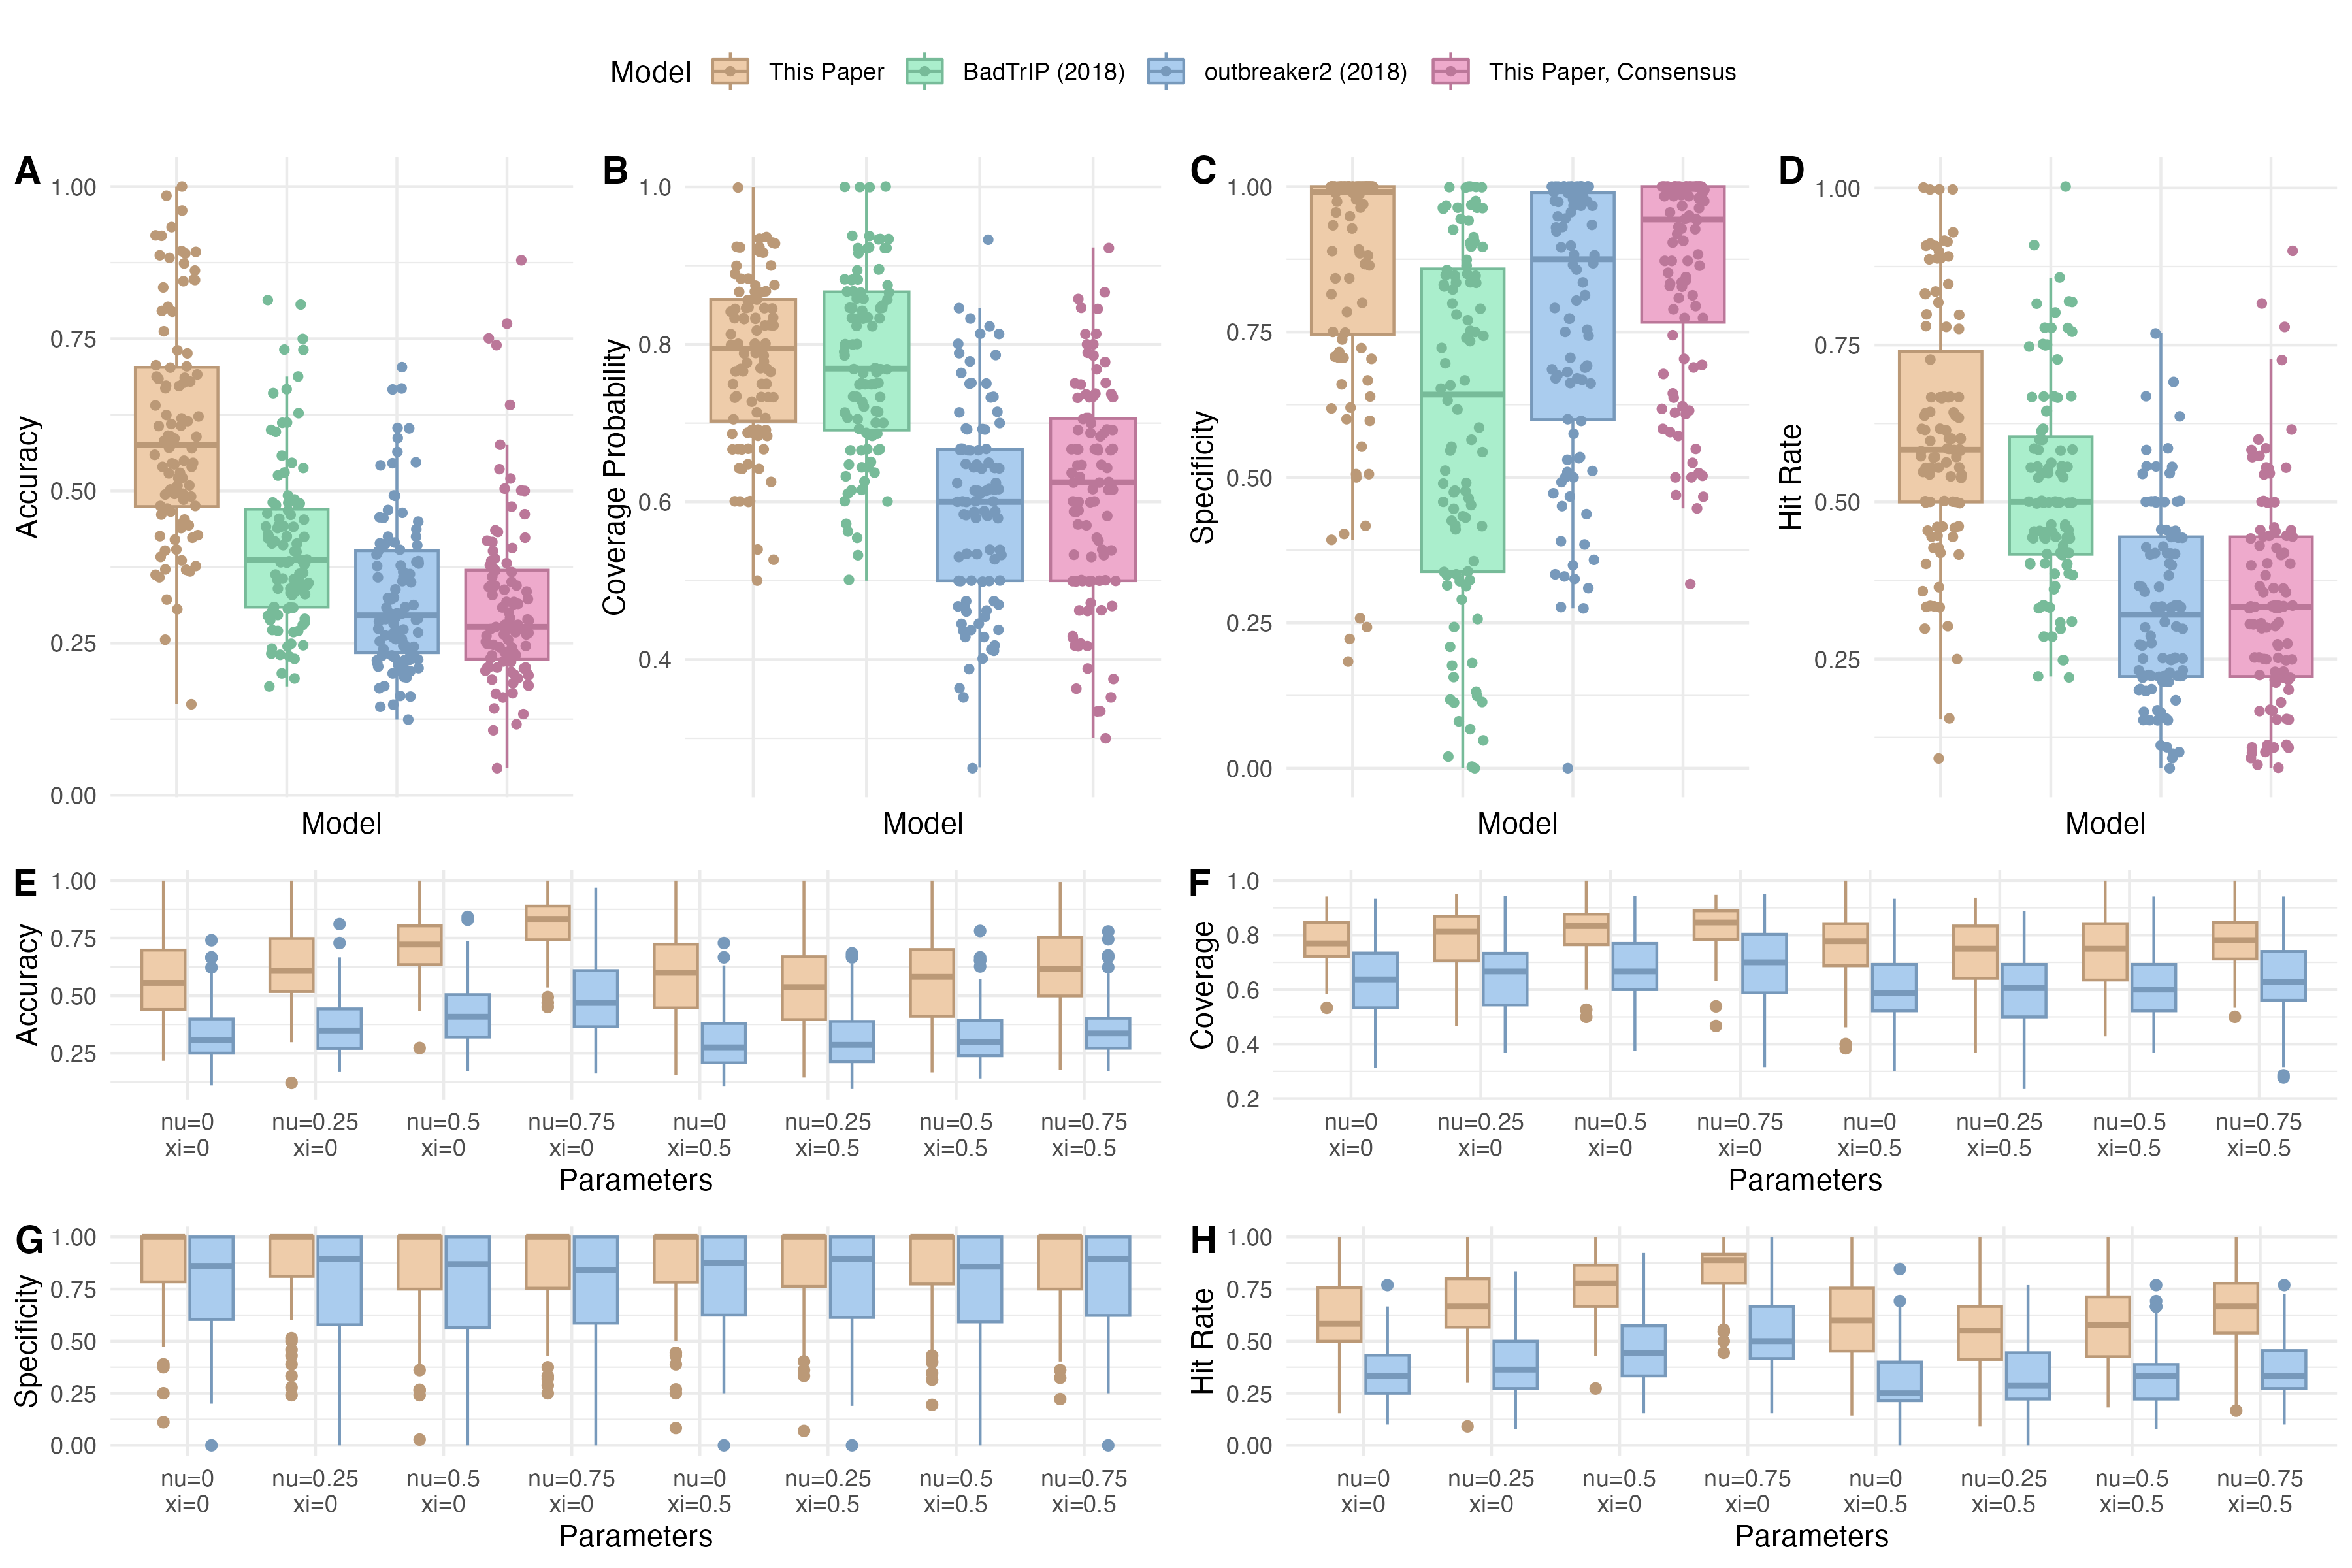 Model This Paper BadTrIP (2018) outbreaker2 (2018) This Paper, Consensus
A
1.00
0.75
0.50
0.25
0.00
Accuracy
Model
B
1.0
0.8
0.6
0.4
Coverage Probability
Model
C
1.00
0.75
0.50
0.25
0.00
Specificity
Model
D
1.00
0.75
0.50
0.25
Hit Rate
Model
E
1.00
0.75
0.50
0.25
Accuracy
nu=0 nu=0.25 nu=0.5 nu=0.75 nu=0 nu=0.25 nu=0.5 nu=0.75
xi=0 xi=0 xi=0 xi=0 xi=0.5 xi=0.5 xi=0.5 xi=0.5
Parameters
F
1.0
0.8
0.6
0.4
0.2
Coverage
nu=0 nu=0.25 nu=0.5 nu=0.75 nu=0 nu=0.25 nu=0.5 nu=0.75
xi=0 xi=0 xi=0 xi=0 xi=0.5 xi=0.5 xi=0.5 xi=0.5
Parameters
G
1.00
0.75
0.50
0.25
0.00
Specificity
nu=0 nu=0.25 nu=0.5 nu=0.75 nu=0 nu=0.25 nu=0.5 nu=0.75
xi=0 xi=0 xi=0 xi=0 xi=0.5 xi=0.5 xi=0.5 xi=0.5
Parameters
H
1.00
0.75
0.50
0.25
0.00
Hit Rate
nu=0 nu=0.25 nu=0.5 nu=0.75 nu=0 nu=0.25 nu=0.5 nu=0.75
xi=0 xi=0 xi=0 xi=0 xi=0.5 xi=0.5 xi=0.5 xi=0.5
Parameters